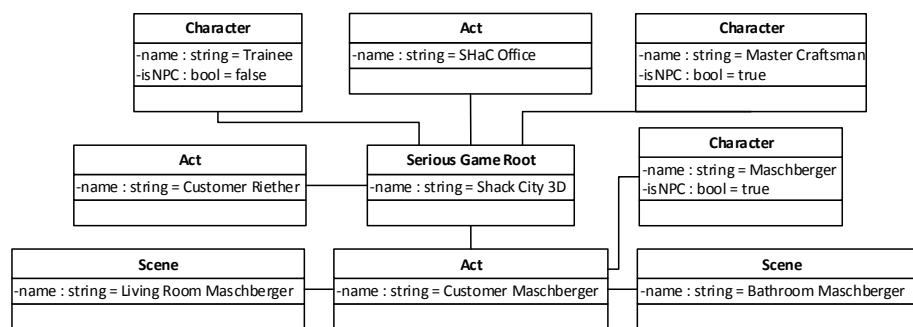 Character
-name : string = Trainee
-isNPC : bool = false
Act
-name : string = SHaC Office
Character
-name : string = Master Craftsman
-isNPC : bool = true
Act
-name : string = Customer Riether
Serious Game Root
-name : string = Shack City 3D
Character
-name : string = Maschberger
-isNPC : bool = true
Scene
-name : string = Living Room Maschberger
Act
-name : string = Customer Maschberger
Scene
-name : string = Bathroom Maschberger